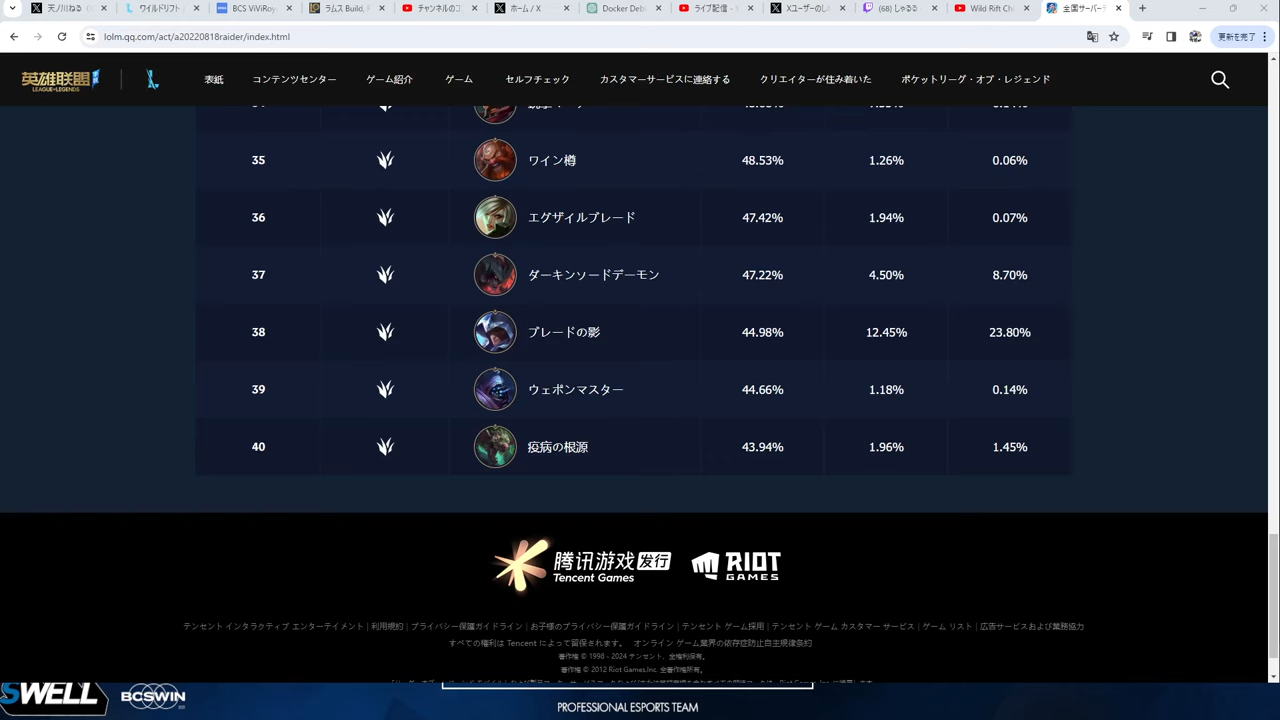 天ノ川ねる
ワイルドリフト
BCS ViViRoy
ラムス Build,
チャンネルのコ
ホーム / X
Docker Deb
ライブ配信 -
Xユーザーのし
(68) しゃるる
Wild Rift Ch
全国サーバー
lolm.qq.com/act/a20220818raider/index.html
更新を完了
英雄联盟
LEAGUE OF LEGENDS
表紙
コンテンツセンター
ゲーム紹介
ゲーム
セルフチェック
カスタマーサービスに連絡する
クリエイターが住み着いた
ポケットリーグ・オブ・レジェンド
35 ワイン樽 48.53% 1.26% 0.06%
36 エグザイルブレード 47.42% 1.94% 0.07%
37 ダーキンソードデーモン 47.22% 4.50% 8.70%
38 ブレードの影 44.98% 12.45% 23.80%
39 ウェポンマスター 44.66% 1.18% 0.14%
40 疫病の根源 43.94% 1.96% 1.45%
腾讯游戏 发行
Tencent Games
RIOT GAMES
テンセント インタラクティブ エンターテイメント | 利用規約 | プライバシー保護ガイドライン | お子様のプライバシー保護ガイドライン | テンセント ゲーム採用 | テンセント ゲーム カスタマー サービス | ゲーム リスト | 広告サービスおよび業務協力
すべての権利は Tencent によって留保されます。 オンライン ゲーム業界の依存症防止自主規律条約
著作権 © 1998 - 2024 テンセント。全権利保有。
著作権 © 2012 Riot Games,Inc. 全著作権所有。
SWELL
BCSWIN
PROFESSIONAL ESPORTS TEAM